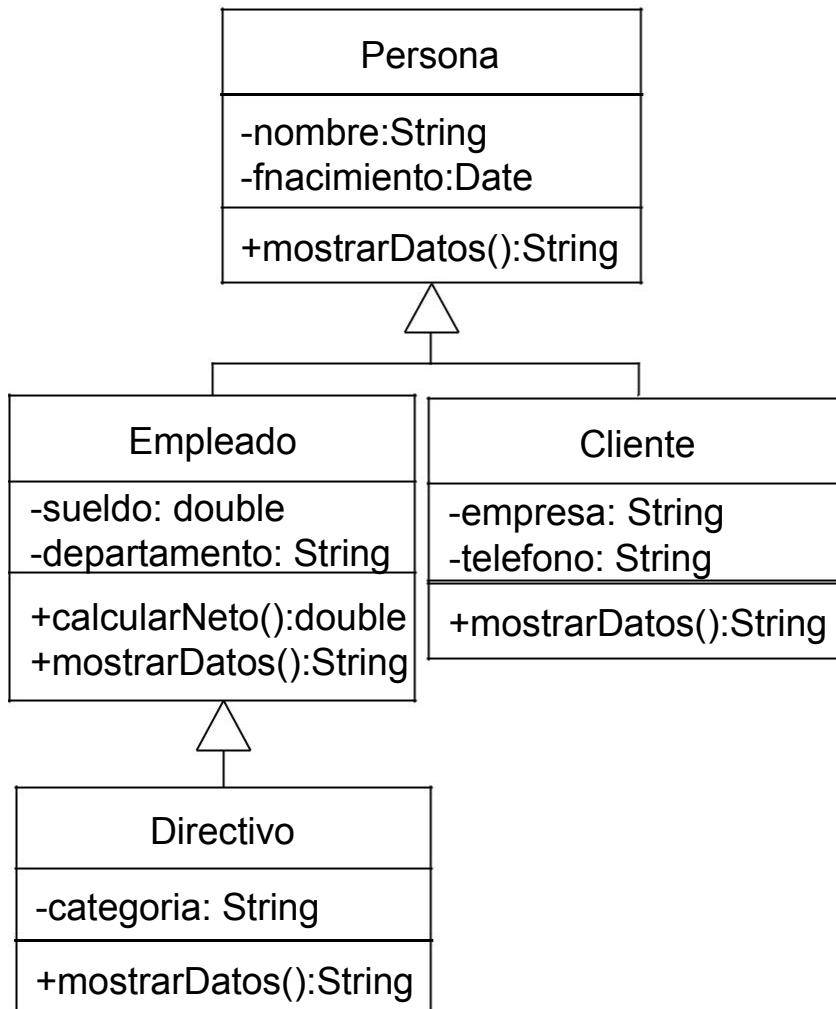 Persona
-nombre:String
-fnacimiento:Date
+mostrarDatos():String
Empleado
-sueldo: double
-departamento: String
+calcularNeto():double
+mostrarDatos():String
Cliente
-empresa: String
-telefono: String
+mostrarDatos():String
Directivo
-categoria: String
+mostrarDatos():String